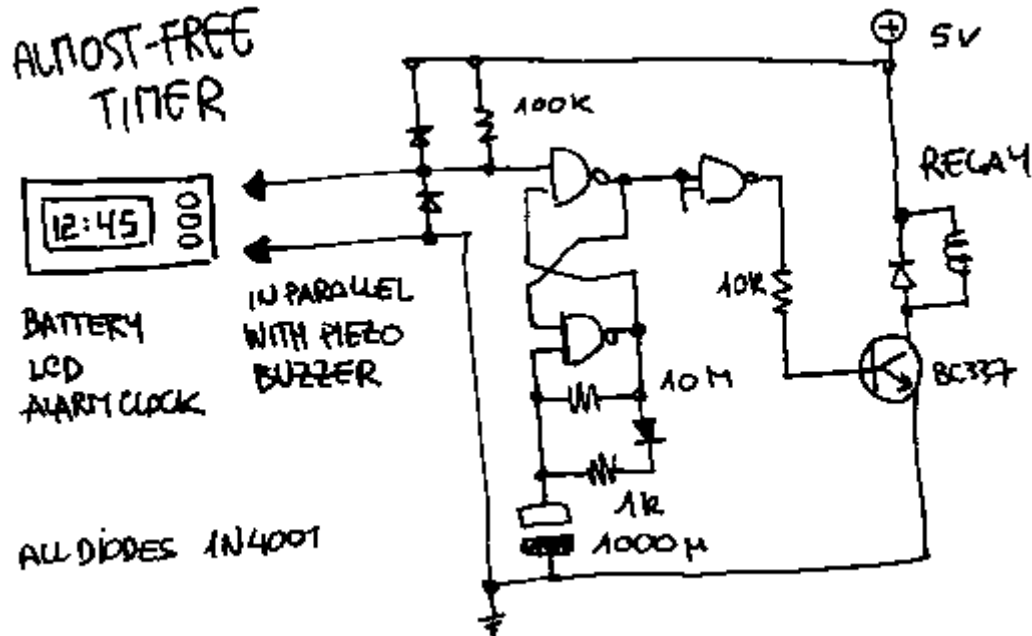 ALMOST-FREE
TIMER
5V
100K
RELAY
12:45
10K
BATTERY
LCD
ALARM CLOCK
IN PARALLEL
WITH PIEZO
BUZZER
10M
BC337
1k
1000µ
ALL DIODES 1N4001